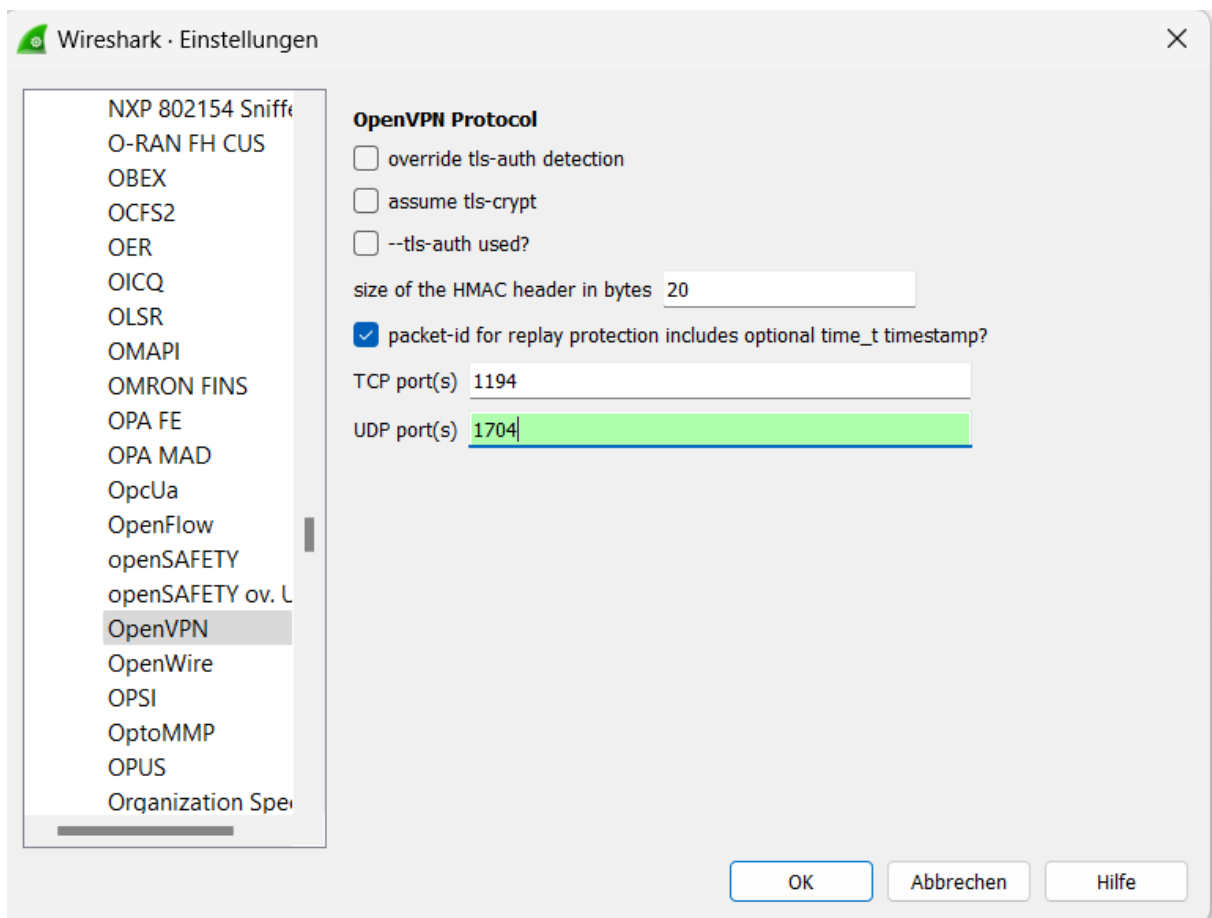 Wireshark · Einstellungen
NXP 802154 Sniffe
O-RAN FH CUS
OBEX
OCFS2
OER
OICQ
OLSR
OMAPI
OMRON FINS
OPA FE
OPA MAD
OpcUa
OpenFlow
openSAFETY
openSAFETY ov. U
OpenVPN
OpenWire
OPSI
OptoMMP
OPUS
Organization Spe
OpenVPN Protocol
override tls-auth detection
assume tls-crypt
--tls-auth used?
size of the HMAC header in bytes 20
packet-id for replay protection includes optional time_t timestamp?
TCP port(s) 1194
UDP port(s) 1704
OK Abbrechen Hilfe